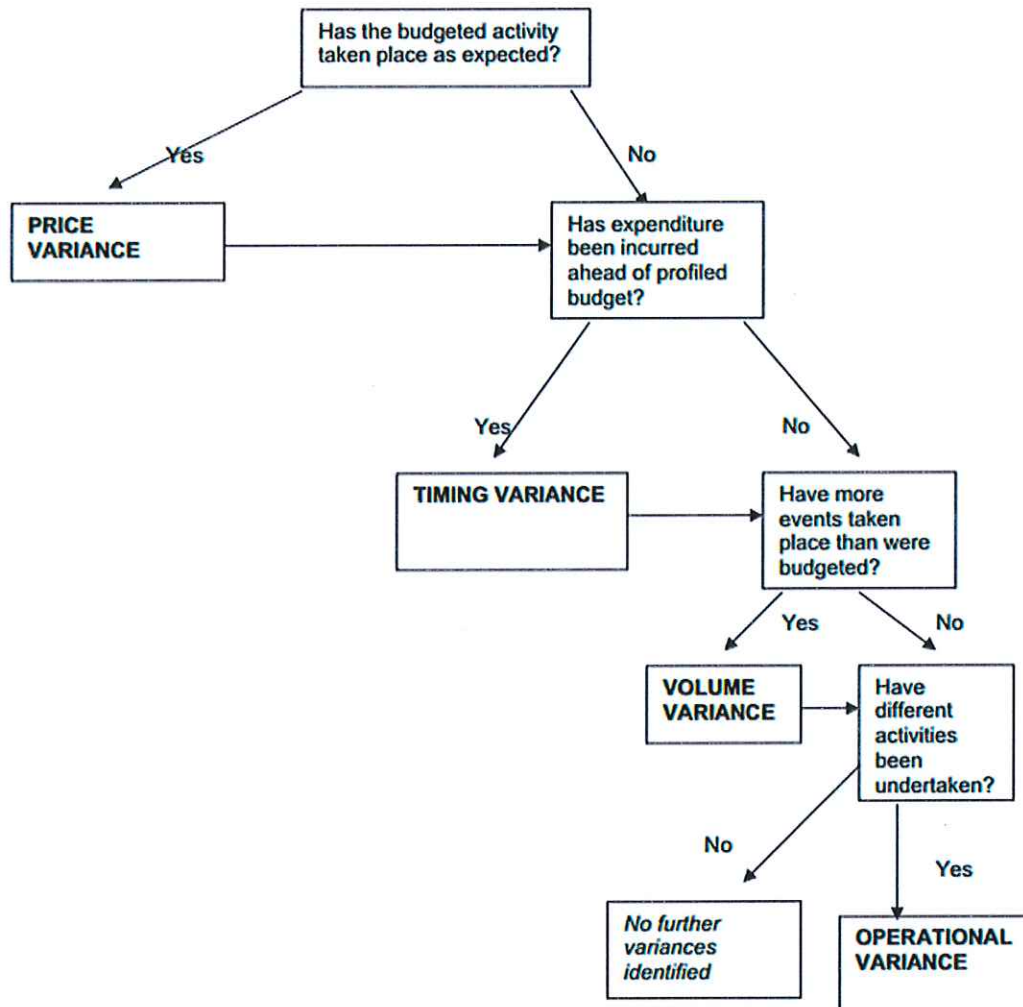 Has the budgeted activity
taken place as expected?
Yes
No
PRICE
VARIANCE
Has expenditure
been incurred
ahead of profiled
budget?
Yes
No
TIMING VARIANCE
Have more
events taken
place than were
budgeted?
Yes
No
VOLUME
VARIANCE
Have
different
activities
been
undertaken?
No
Yes
No further
variances
identified
OPERATIONAL
VARIANCE